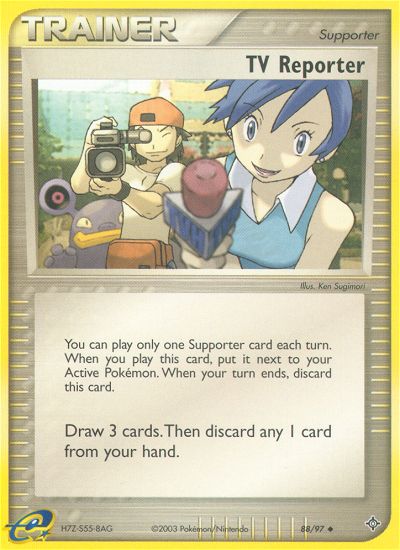 TRAINER
Supporter
TV Reporter
Illus. Ken Sugimori
You can play only one Supporter card each turn.
When you play this card, put it next to your
Active Pokémon. When your turn ends, discard
this card.
Draw 3 cards. Then discard any 1 card
from your hand.
e
H7Z-S55-8AG
©2003 Pokémon/Nintendo
88/97